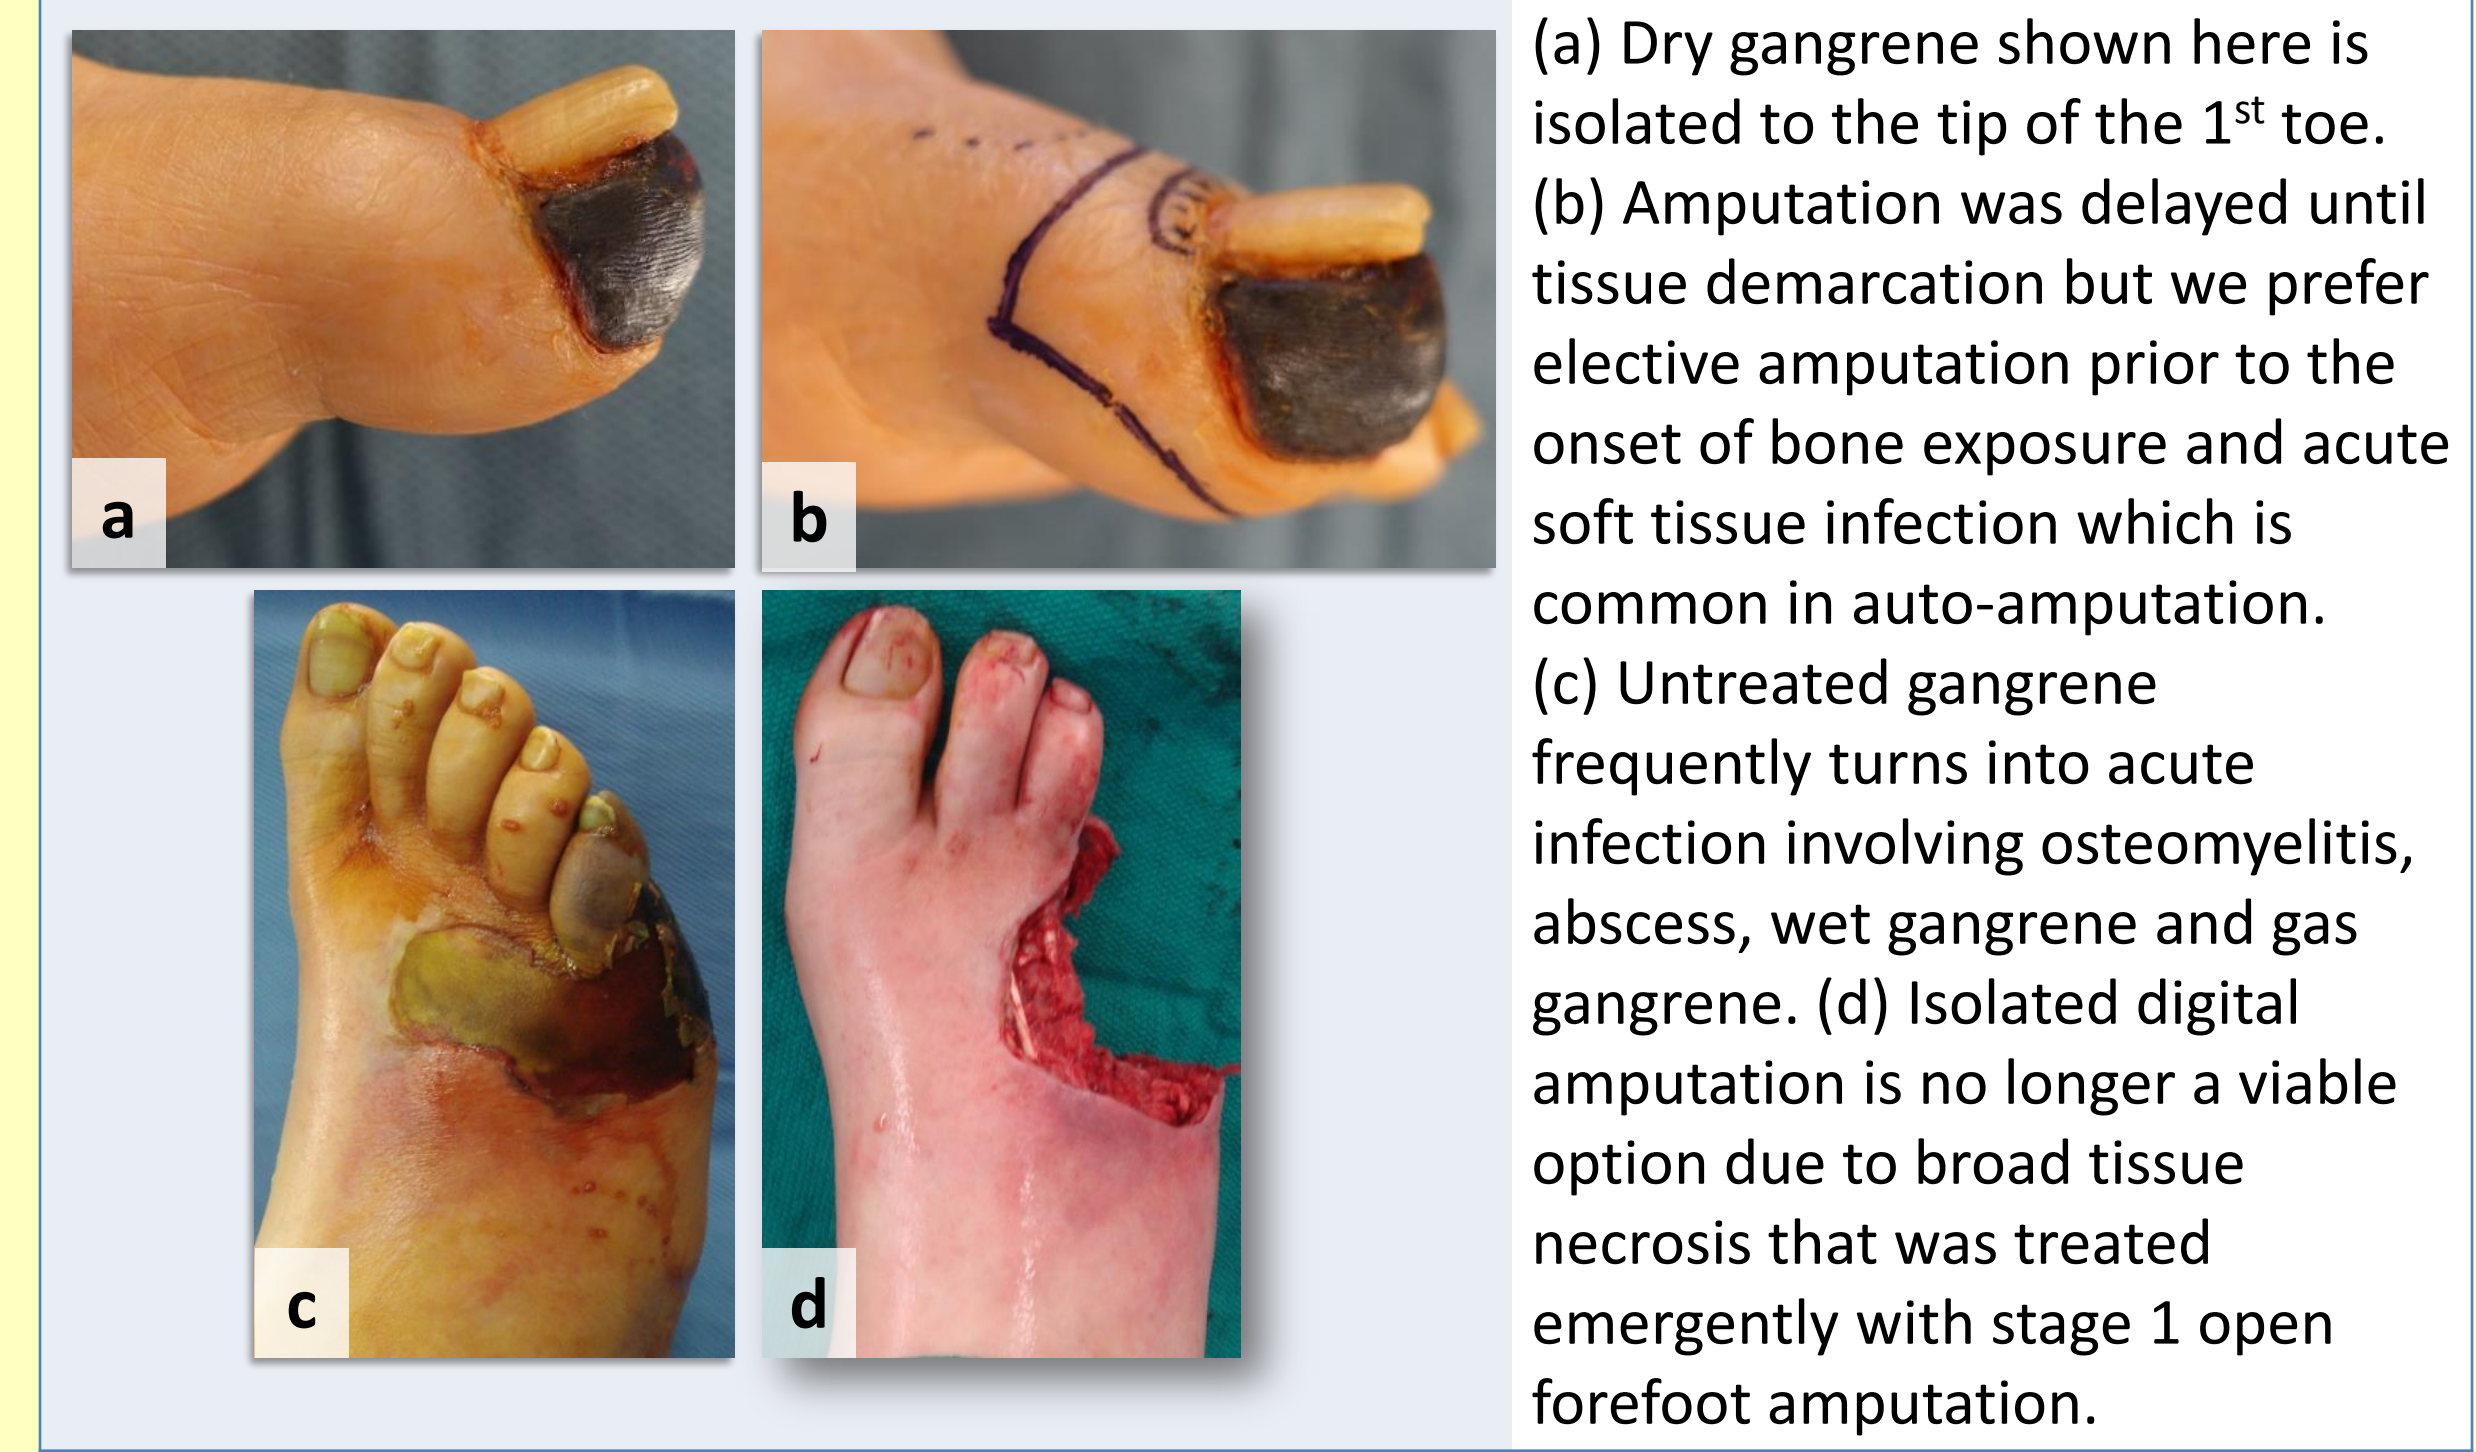 (a) Dry gangrene shown here is
isolated to the tip of the 1st toe.
(b) Amputation was delayed until
tissue demarcation but we prefer
elective amputation prior to the
onset of bone exposure and acute
soft tissue infection which is
common in auto-amputation.
(c) Untreated gangrene
frequently turns into acute
infection involving osteomyelitis,
abscess, wet gangrene and gas
gangrene. (d) Isolated digital
amputation is no longer a viable
option due to broad tissue
necrosis that was treated
emergently with stage 1 open
forefoot amputation.
a
b
c
d